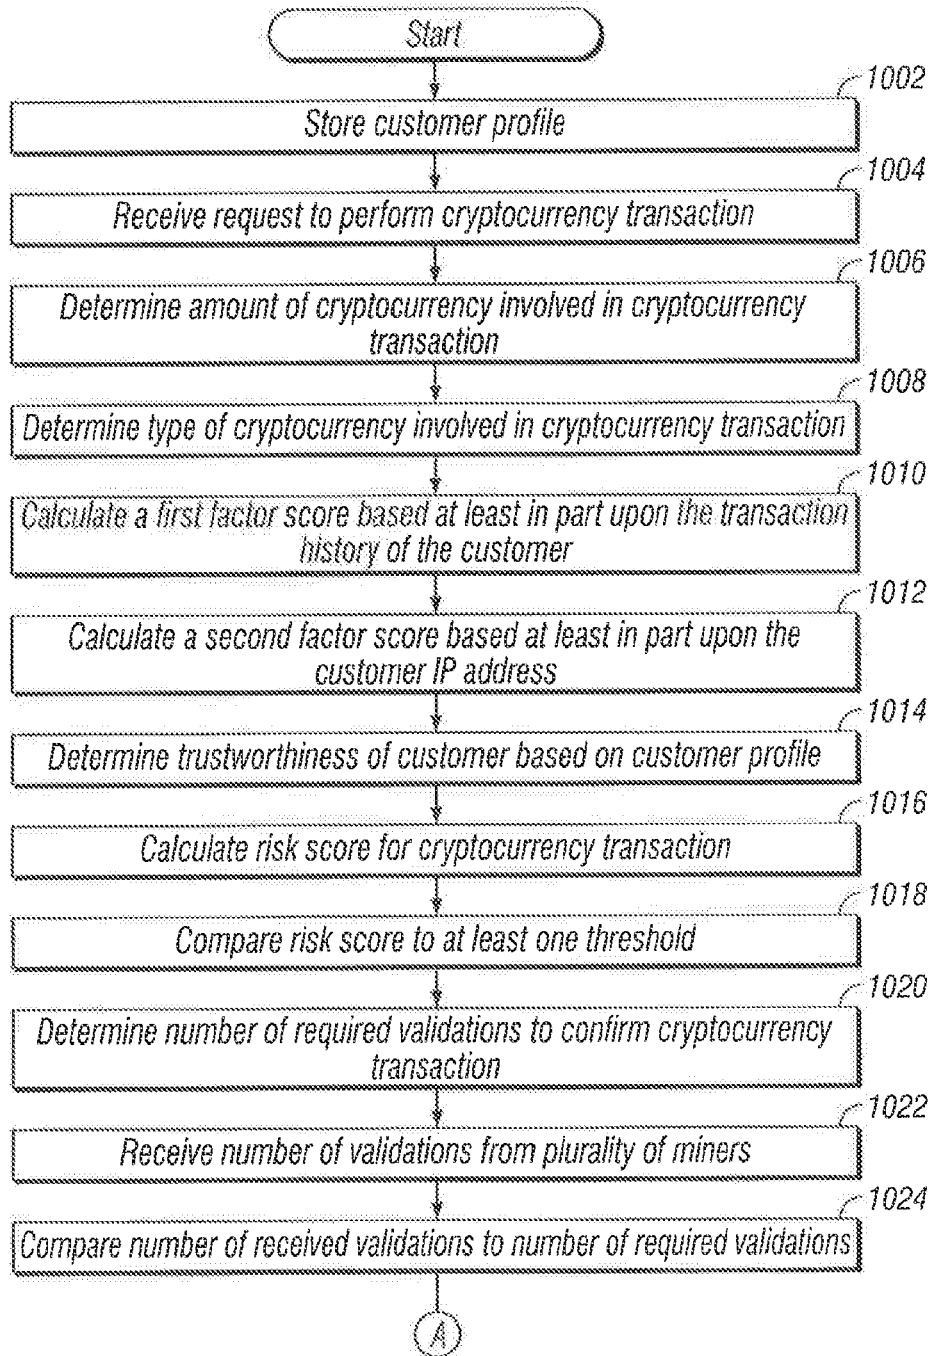 Start
1002
Store customer profile
1004
Receive request to perform cryptocurrency transaction
1006
Determine amount of cryptocurrency involved in cryptocurrency
transaction
1008
Determine type of cryptocurrency involved in cryptocurrency transaction
1010
Calculate a first factor score based at least in part upon the transaction
history of the customer
1012
Calculate a second factor score based at least in part upon the
customer IP address
1014
Determine trustworthiness of customer based on customer profile
1016
Calculate risk score for cryptocurrency transaction
1018
Compare risk score to at least one threshold
1020
Determine number of required validations to confirm cryptocurrency
transaction
1022
Receive number of validations from plurality of miners
1024
Compare number of received validations to number of required validations
A